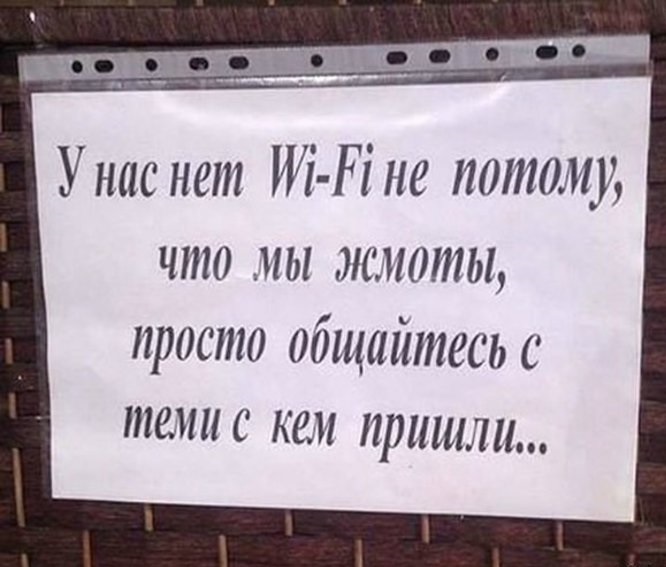 У нас нет Wi-Fi не потому,
что мы жмоты,
просто общайтесь с
теми с кем пришли...